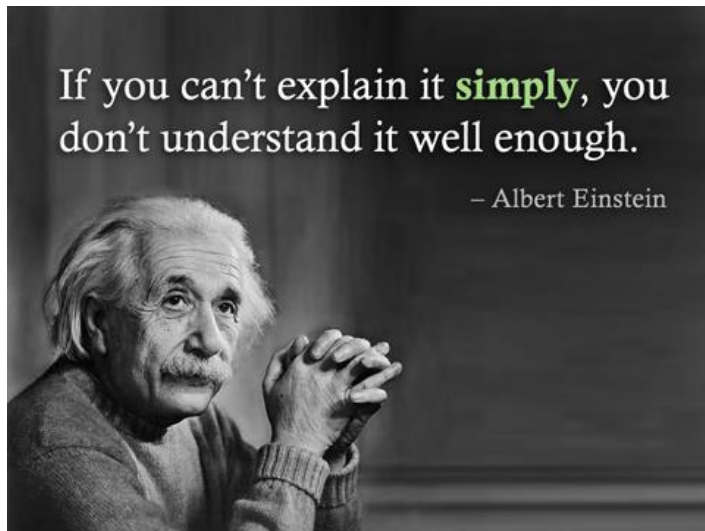 If you can’t explain it simply, you
don’t understand it well enough.
– Albert Einstein